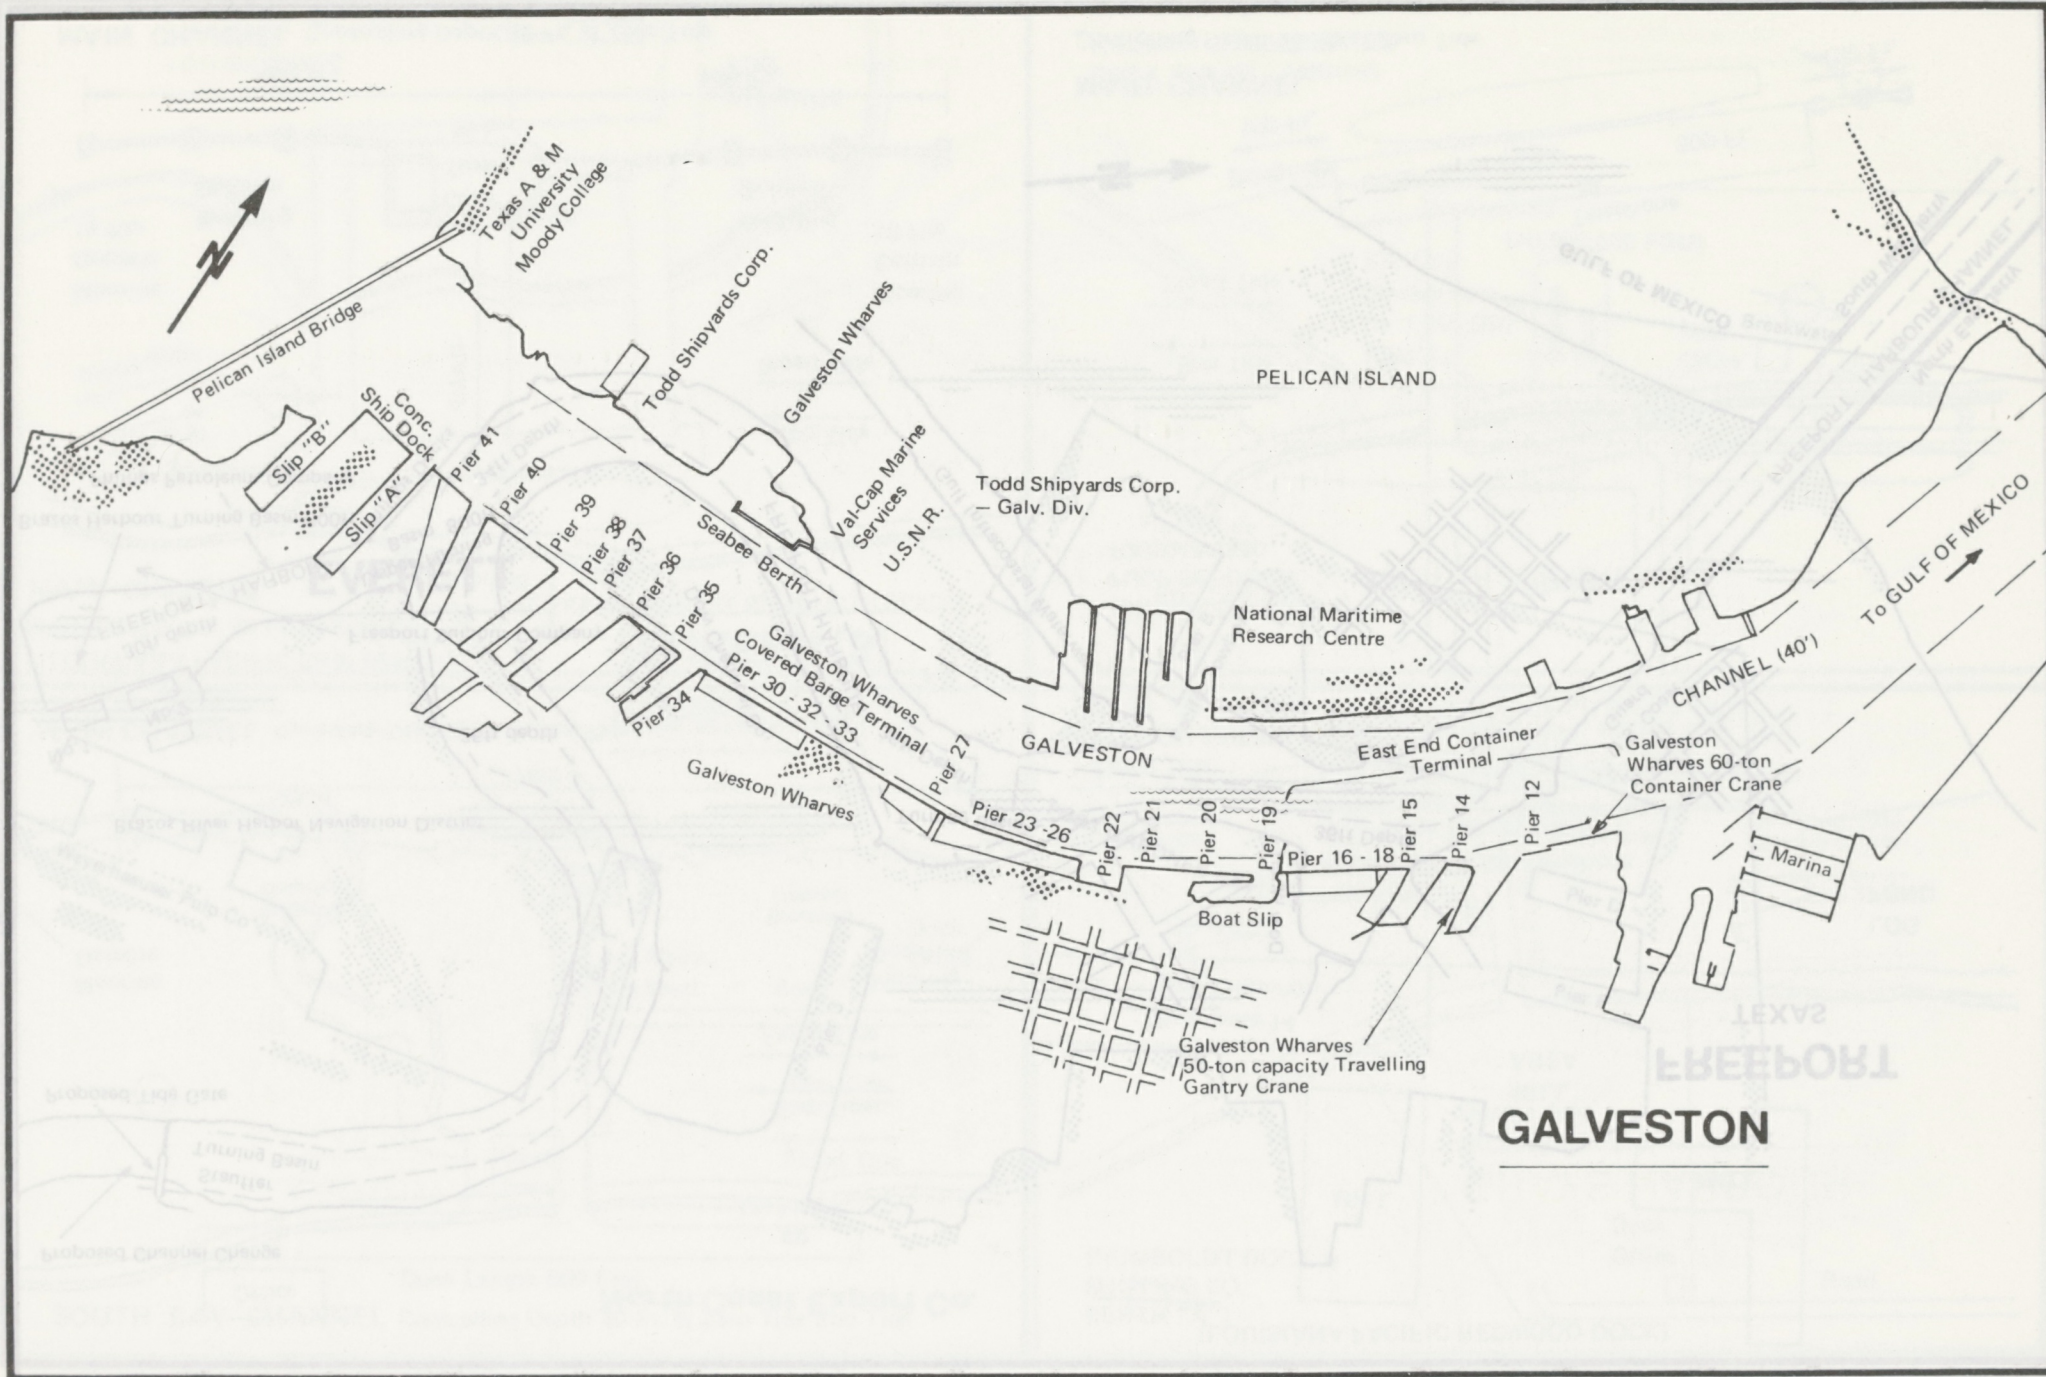 Texas A & M
University
Moody College
Pelican Island Bridge
N
Todd Shipyards Corp.
Galveston Wharves
PELICAN ISLAND
Conc.
Ship Dock
Slip "B"
Slip "A"
Pier 41
Pier 40
Pier 39
Pier 38
Pier 37
Pier 36
Pier 35
Pier 34
Seabee Berth
Val-Cap Marine
Services
U.S.N.R.
Todd Shipyards Corp.
– Galv. Div.
National Maritime
Research Centre
Galveston Wharves
Covered Barge Terminal
Pier 30 - 32 - 33
Galveston Wharves
Pier 27
Pier 23 -26
Pier 22
Pier 21
Pier 20
Pier 19
Pier 16 - 18
Pier 15
Pier 14
Pier 12
GALVESTON
CHANNEL (40')
To GULF OF MEXICO
East End Container
Terminal
Galveston
Wharves 60-ton
Container Crane
Marina
Boat Slip
Galveston Wharves
50-ton capacity Travelling
Gantry Crane
GALVESTON